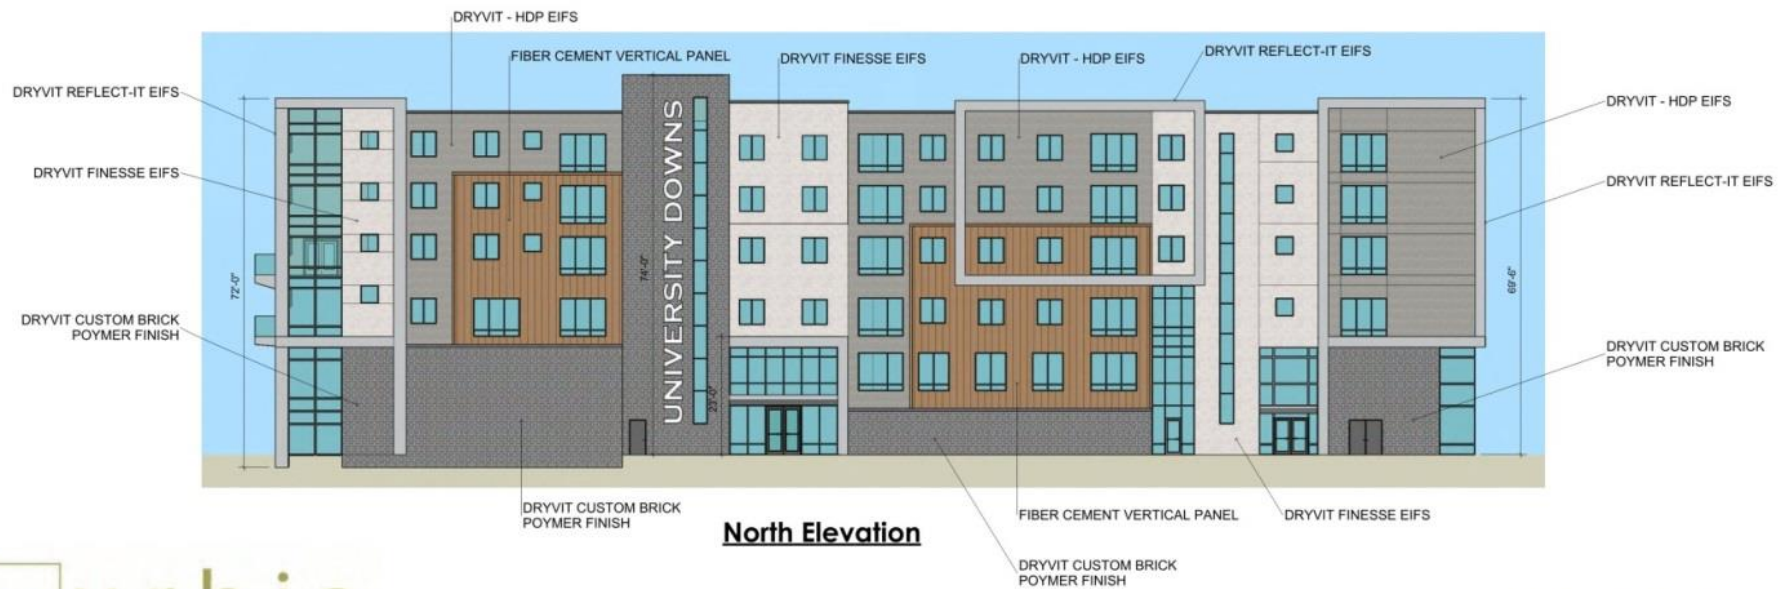 DRYVIT - HDP EIFS
FIBER CEMENT VERTICAL PANEL
DRYVIT FINESSE EIFS
DRYVIT - HDP EIFS
DRYVIT REFLECT-IT EIFS
DRYVIT REFLECT-IT EIFS
DRYVIT - HDP EIFS
DRYVIT FINESSE EIFS
DRYVIT REFLECT-IT EIFS
UNIVERSITY DOWNS
72'-0"
74'-0"
23'-0"
69'-6"
DRYVIT CUSTOM BRICK
POYMER FINISH
DRYVIT CUSTOM BRICK
POYMER FINISH
DRYVIT CUSTOM BRICK
POYMER FINISH
FIBER CEMENT VERTICAL PANEL
DRYVIT FINESSE EIFS
North Elevation
DRYVIT CUSTOM BRICK
POYMER FINISH